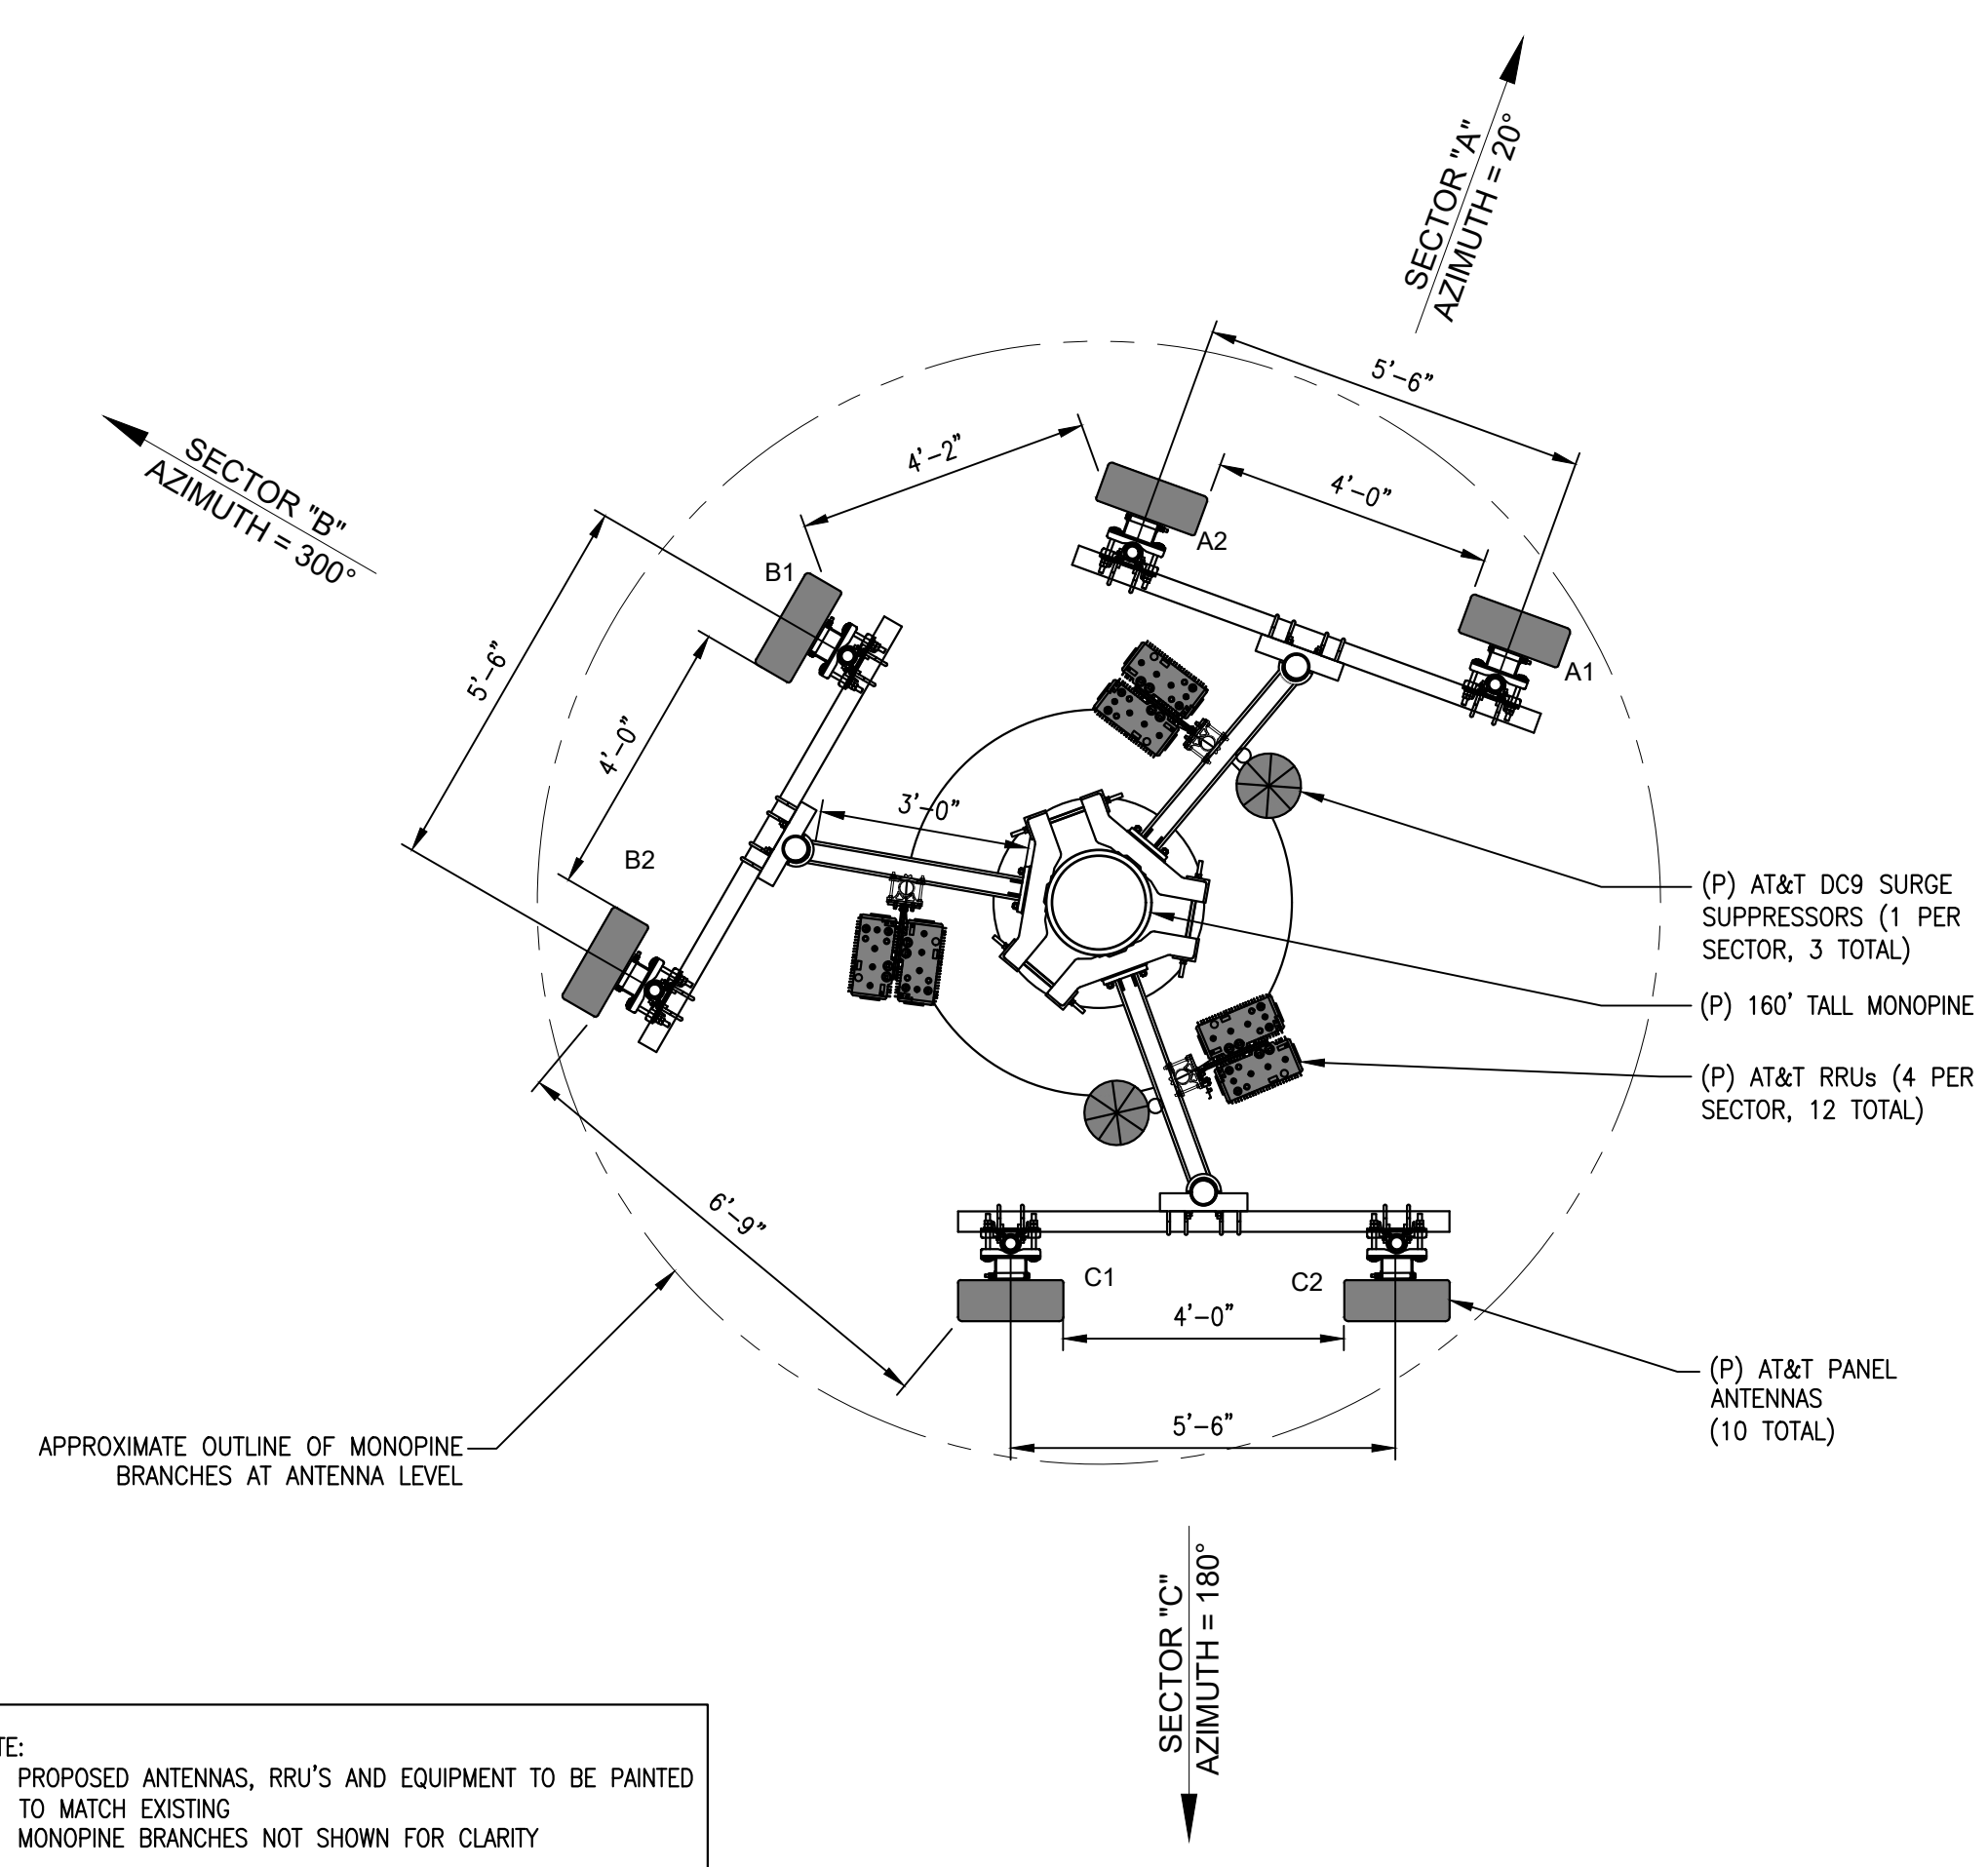 SECTOR "A"
AZIMUTH = 20°
5'-6"
4'-2"
4'-0"
SECTOR "B"
AZIMUTH = 300°
A2
B1
A1
5'-6"
4'-0"
3'-0"
B2
(P) AT&T DC9 SURGE
SUPPRESSORS (1 PER
SECTOR, 3 TOTAL)
(P) 160' TALL MONOPINE
(P) AT&T RRUs (4 PER
SECTOR, 12 TOTAL)
6'-9"
C1
C2
4'-0"
(P) AT&T PANEL
ANTENNAS
(10 TOTAL)
5'-6"
APPROXIMATE OUTLINE OF MONOPINE
BRANCHES AT ANTENNA LEVEL
SECTOR "C"
AZIMUTH = 180°
TE:
PROPOSED ANTENNAS, RRU'S AND EQUIPMENT TO BE PAINTED
TO MATCH EXISTING
MONOPINE BRANCHES NOT SHOWN FOR CLARITY